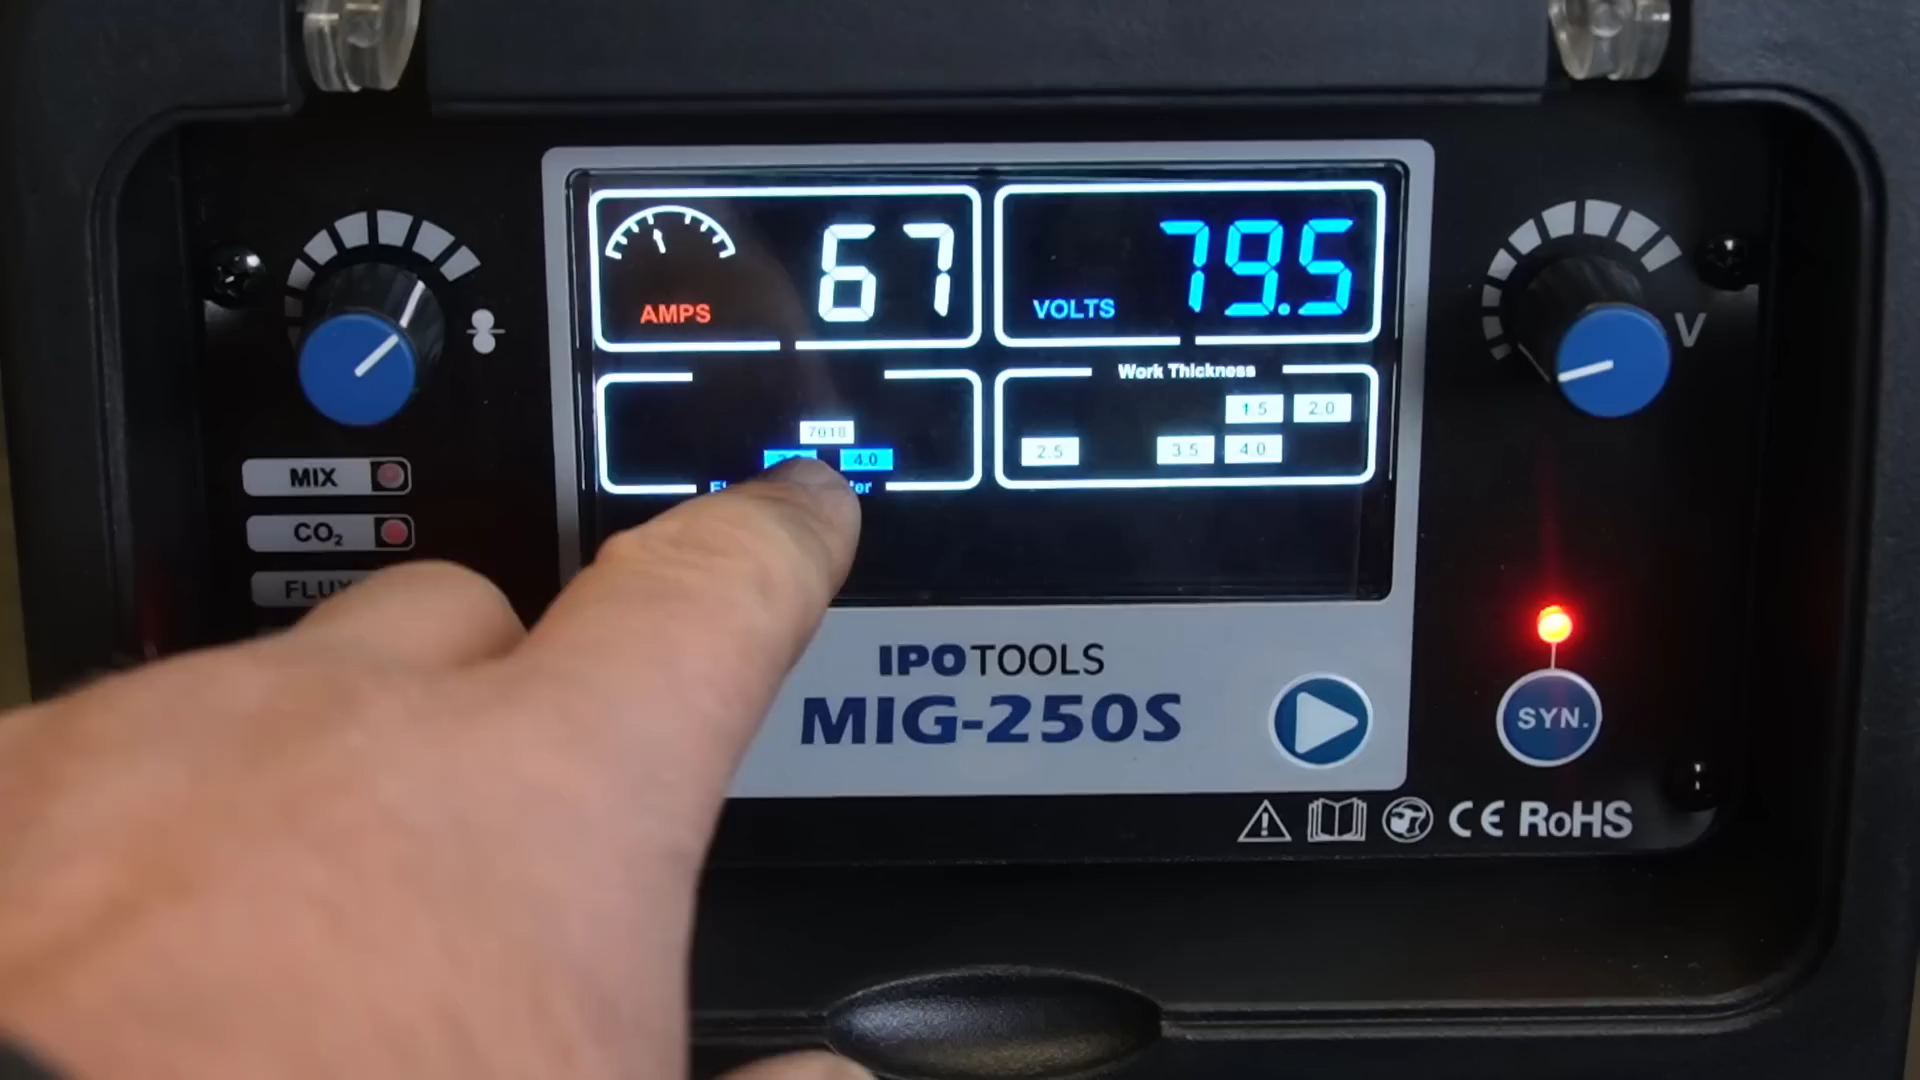 67
AMPS
79.5
VOLTS
7018
4.0
Work Thickness
1.5 2.0
2.5 3.5 4.0
MIX
CO₂
V
IPOTOOLS
MIG-250S
SYN.
CE RoHS